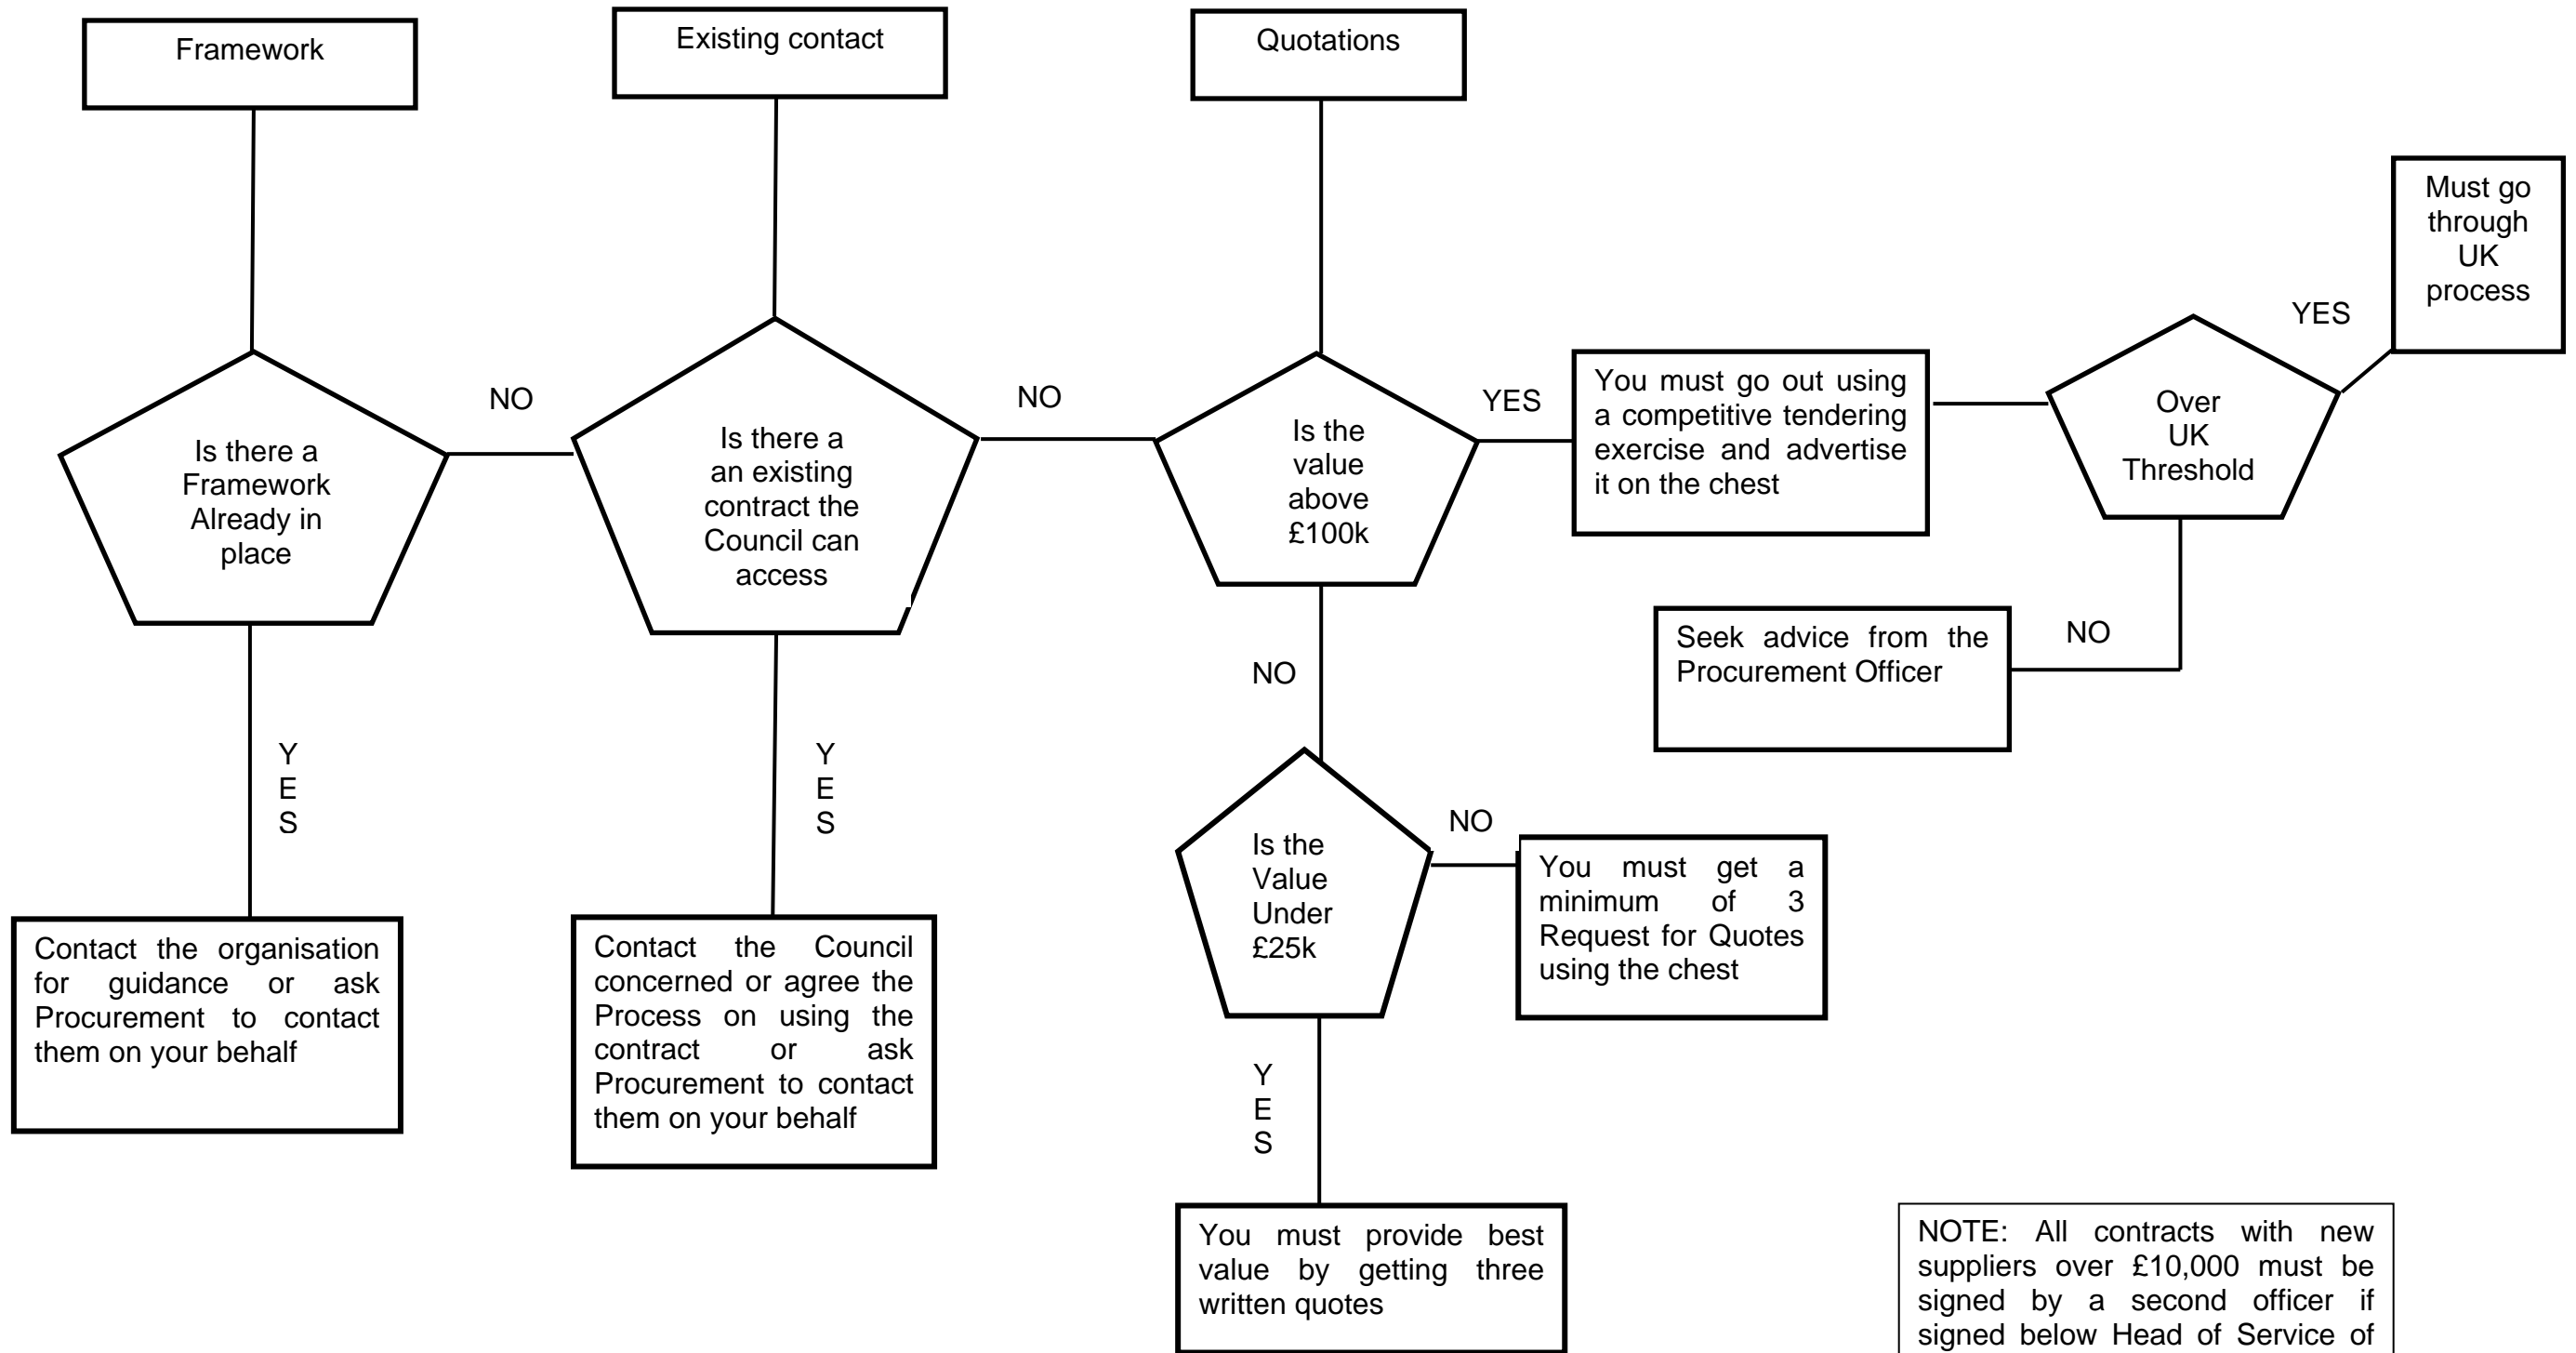 Framework
Existing contact
Quotations
Must go
through
UK
process
YES
NO
NO
YES
Is there a
Framework
Already in
place
Is there a
an existing
contract the
Council can
access
Is the
value
above
£100k
You must go out using
a competitive tendering
exercise and advertise
it on the chest
Over
UK
Threshold
Seek advice from the
Procurement Officer
NO
NO
Y
E
S
Y
E
S
Is the
Value
Under
£25k
NO
You must get a
minimum of 3
Request for Quotes
using the chest
Contact the organisation
for guidance or ask
Procurement to contact
them on your behalf
Contact the Council
concerned or agree the
Process on using the
contract or ask
Procurement to contact
them on your behalf
Y
E
S
You must provide best
value by getting three
written quotes
NOTE: All contracts with new
suppliers over £10,000 must be
signed by a second officer if
signed below Head of Service of